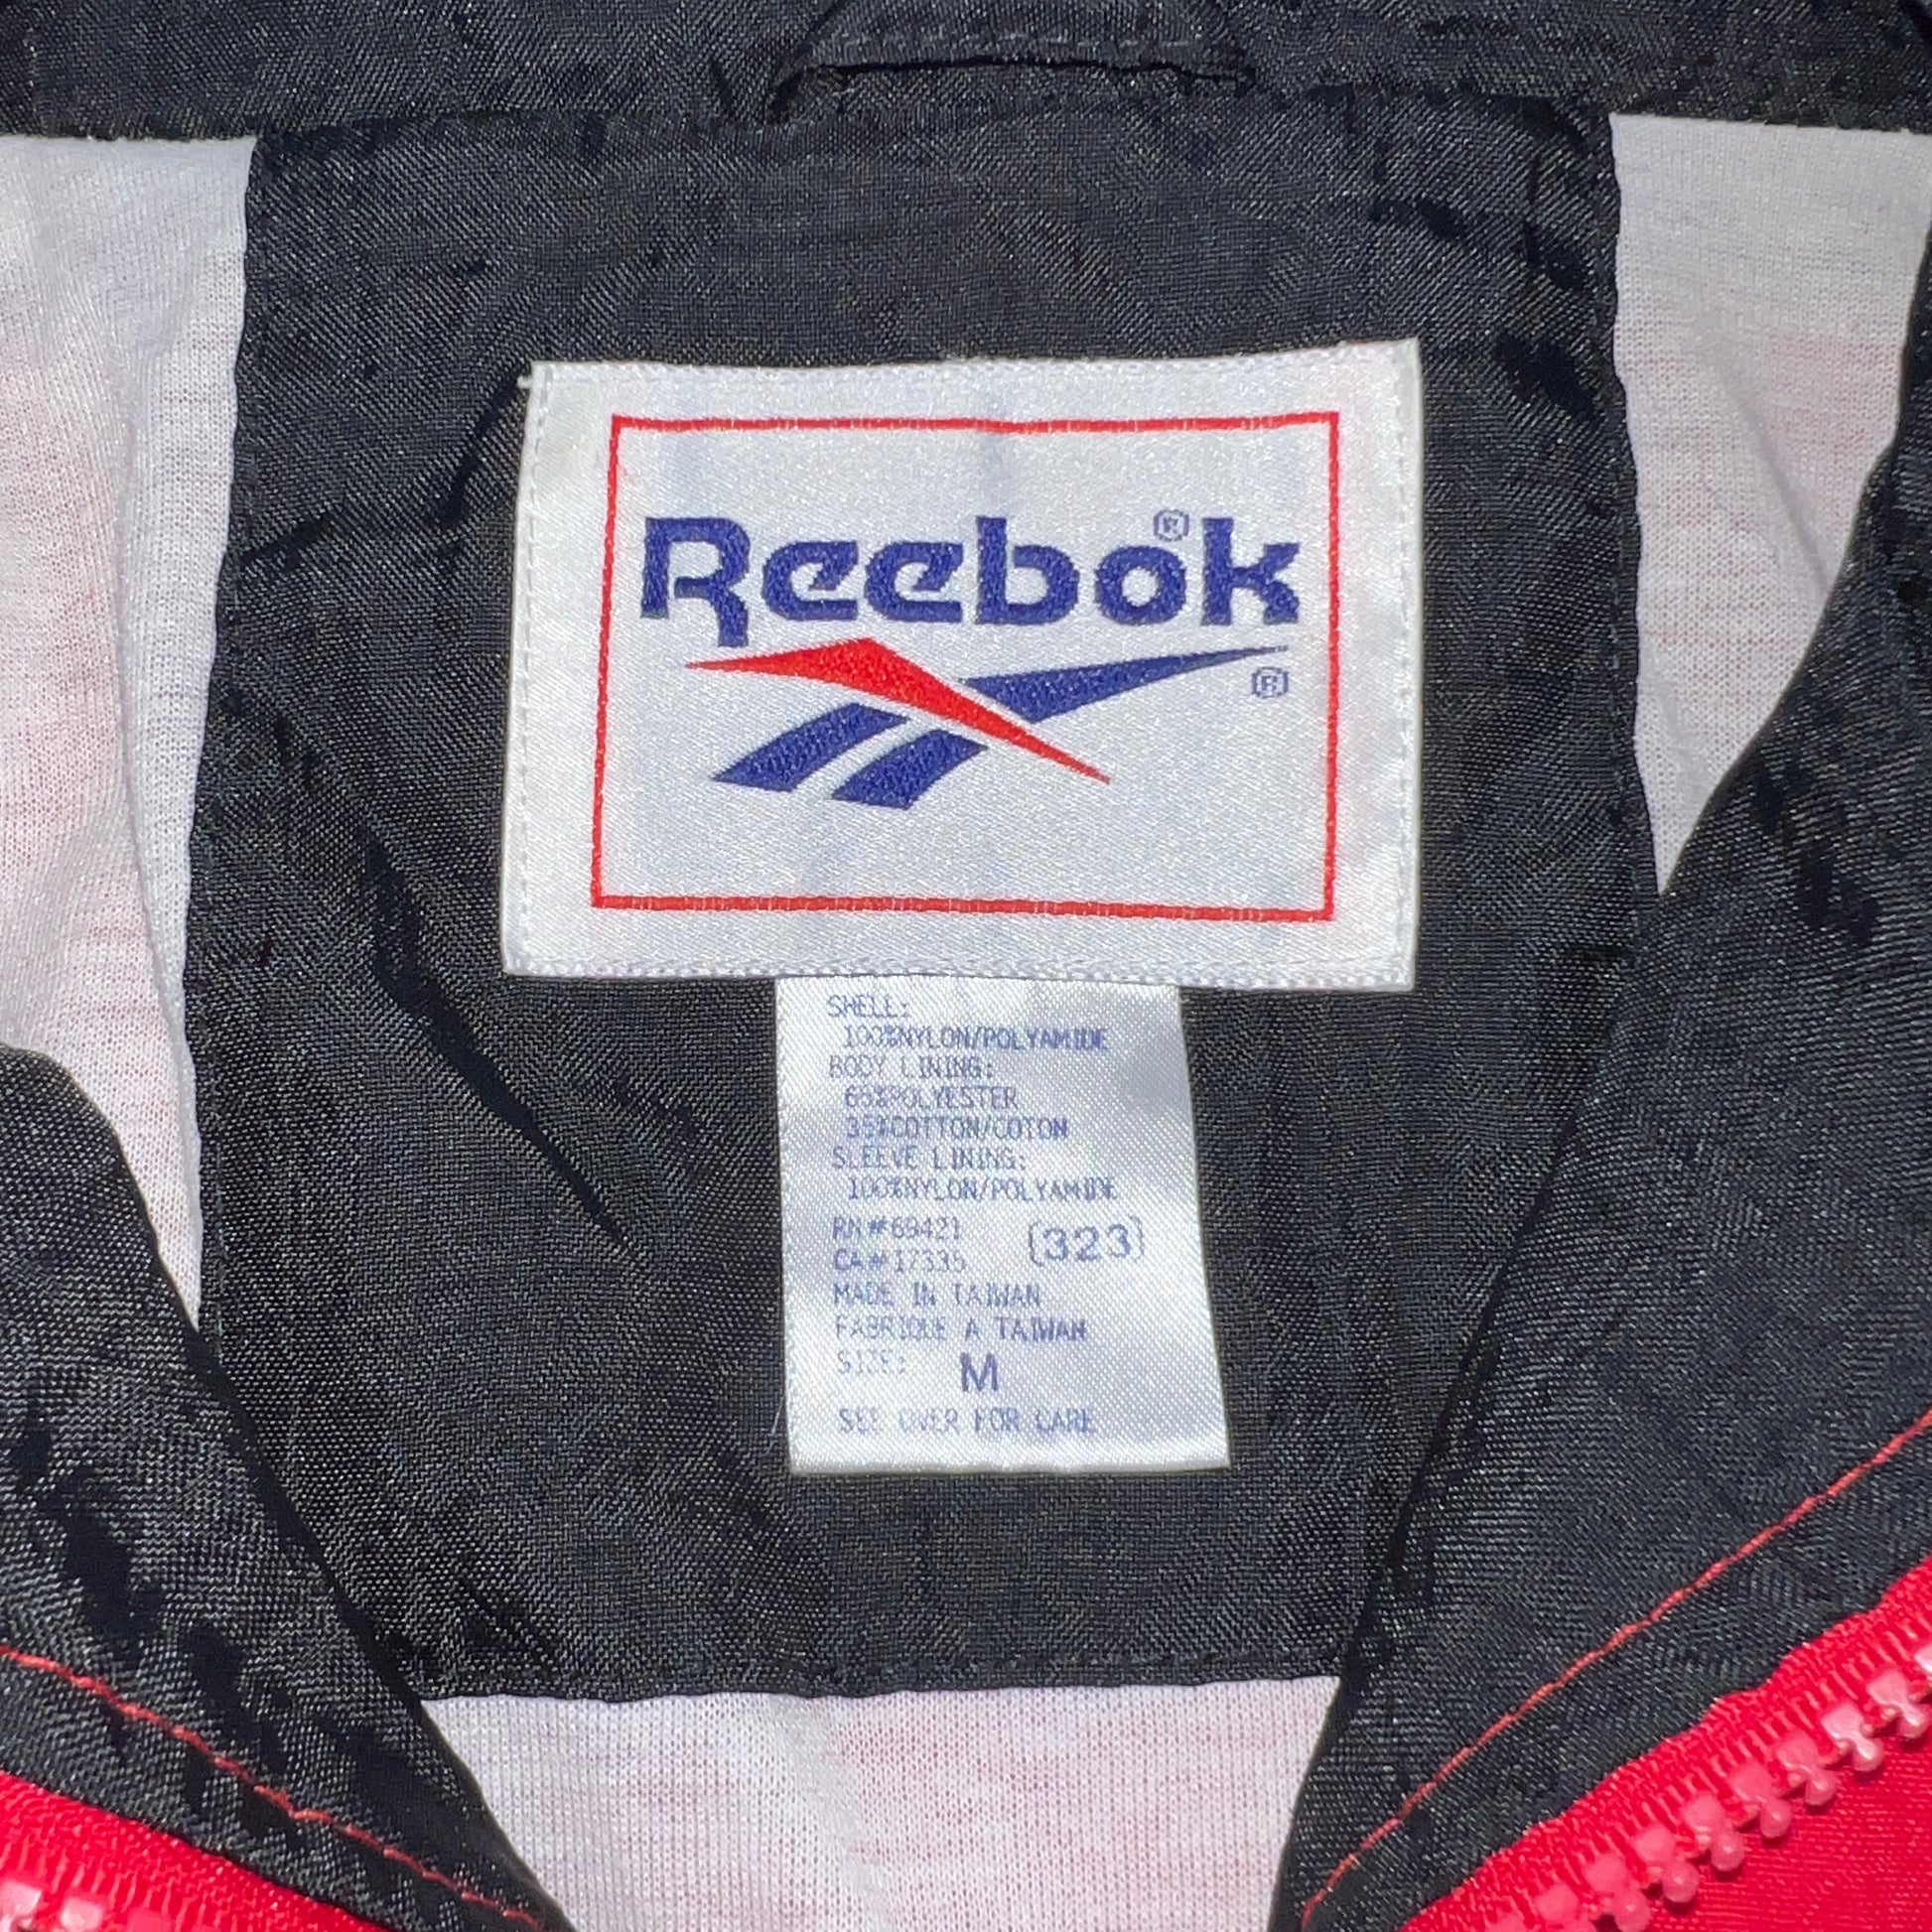 Reebok®
®
SHELL:
100%NYLON/POLYAMIDE
BODY LINING:
65%POLYESTER
35%COTTON/COTON
SLEEVE LINING:
100%NYLON/POLYAMIDE
RN#69421 (323)
CA#17335
MADE IN TAIWAN
FABRIQUE A TAIWAN
SIZE: M
SEE OVER FOR CARE